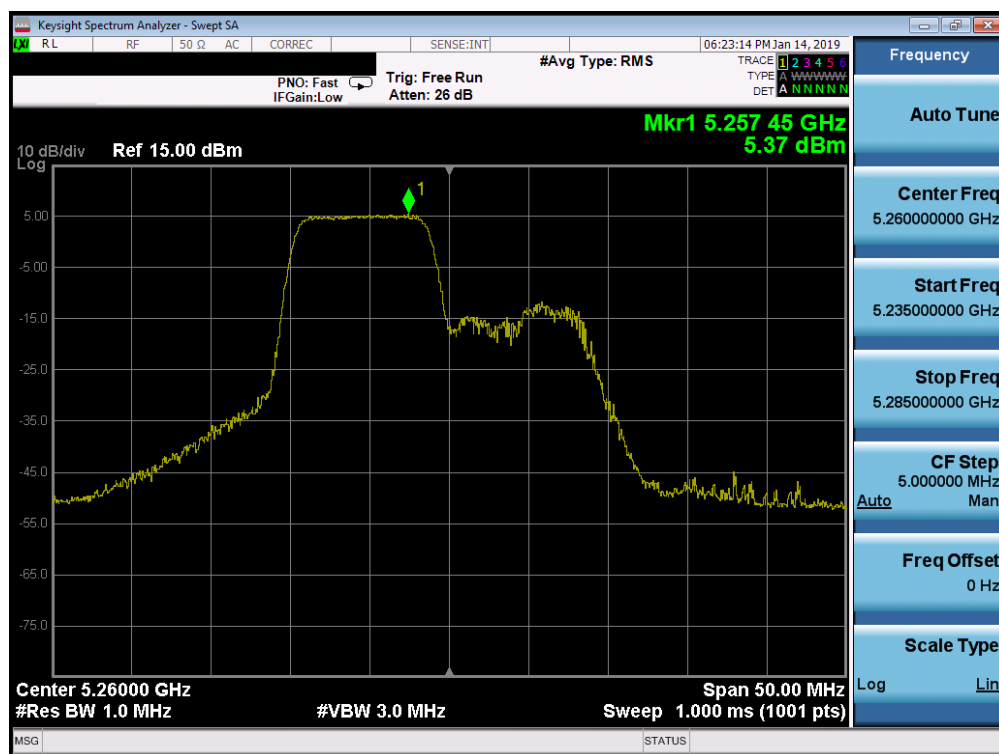 Keysight Spectrum Analyzer - Swept SA
LXI RL RF 50 Ω AC CORREC SENSE:INT 06:23:14 PM Jan 14, 2019
#Avg Type: RMS TRACE 1 2 3 4 5 6
PNO: Fast Trig: Free Run TYPE A WWWWW
IFGain:Low Atten: 26 dB DET A N N N N N
Mkr1 5.257 45 GHz
10 dB/div Ref 15.00 dBm 5.37 dBm
Log
1
5.00
-5.00
-15.0
-25.0
-35.0
-45.0
-55.0
-65.0
-75.0
Center 5.26000 GHz Span 50.00 MHz
#Res BW 1.0 MHz #VBW 3.0 MHz Sweep 1.000 ms (1001 pts)
MSG STATUS
Frequency
Auto Tune
Center Freq
5.260000000 GHz
Start Freq
5.235000000 GHz
Stop Freq
5.285000000 GHz
CF Step
5.000000 MHz
Auto Man
Freq Offset
0 Hz
Scale Type
Log Lin